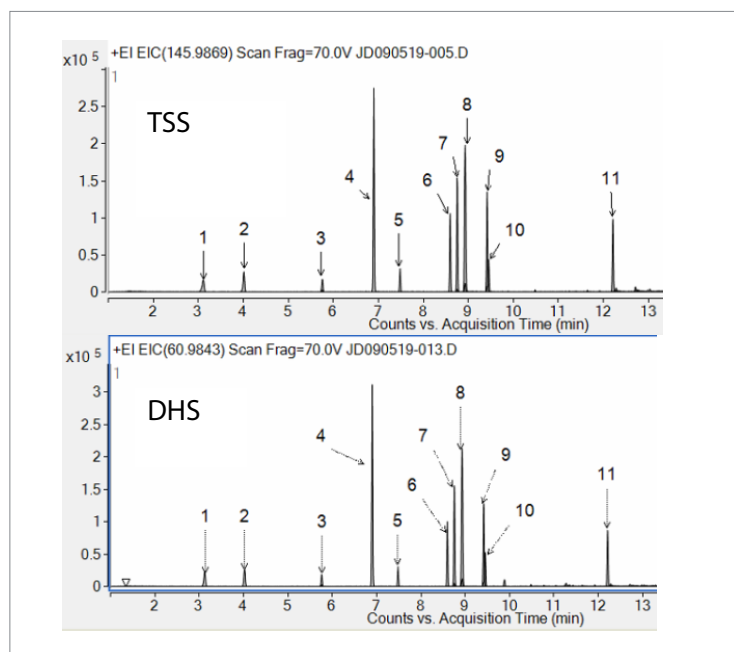 +EI EIC(145.9869) Scan Frag=70.0V JD090519-005.D
x10 5
1
TSS
2.5
2
1.5
1
0.5
0
1 2 3 4 5 6 7 8 9 10 11
2 3 4 5 6 7 8 9 10 11 12 13
Counts vs. Acquisition Time (min)
+EI EIC(60.9843) Scan Frag=70.0V JD090519-013.D
x10 5
1
DHS
3
2.5
2
1.5
1
0.5
0
1 2 3 4 5 6 7 8 9 10 11
2 3 4 5 6 7 8 9 10 11 12 13
Counts vs. Acquisition Time (min)